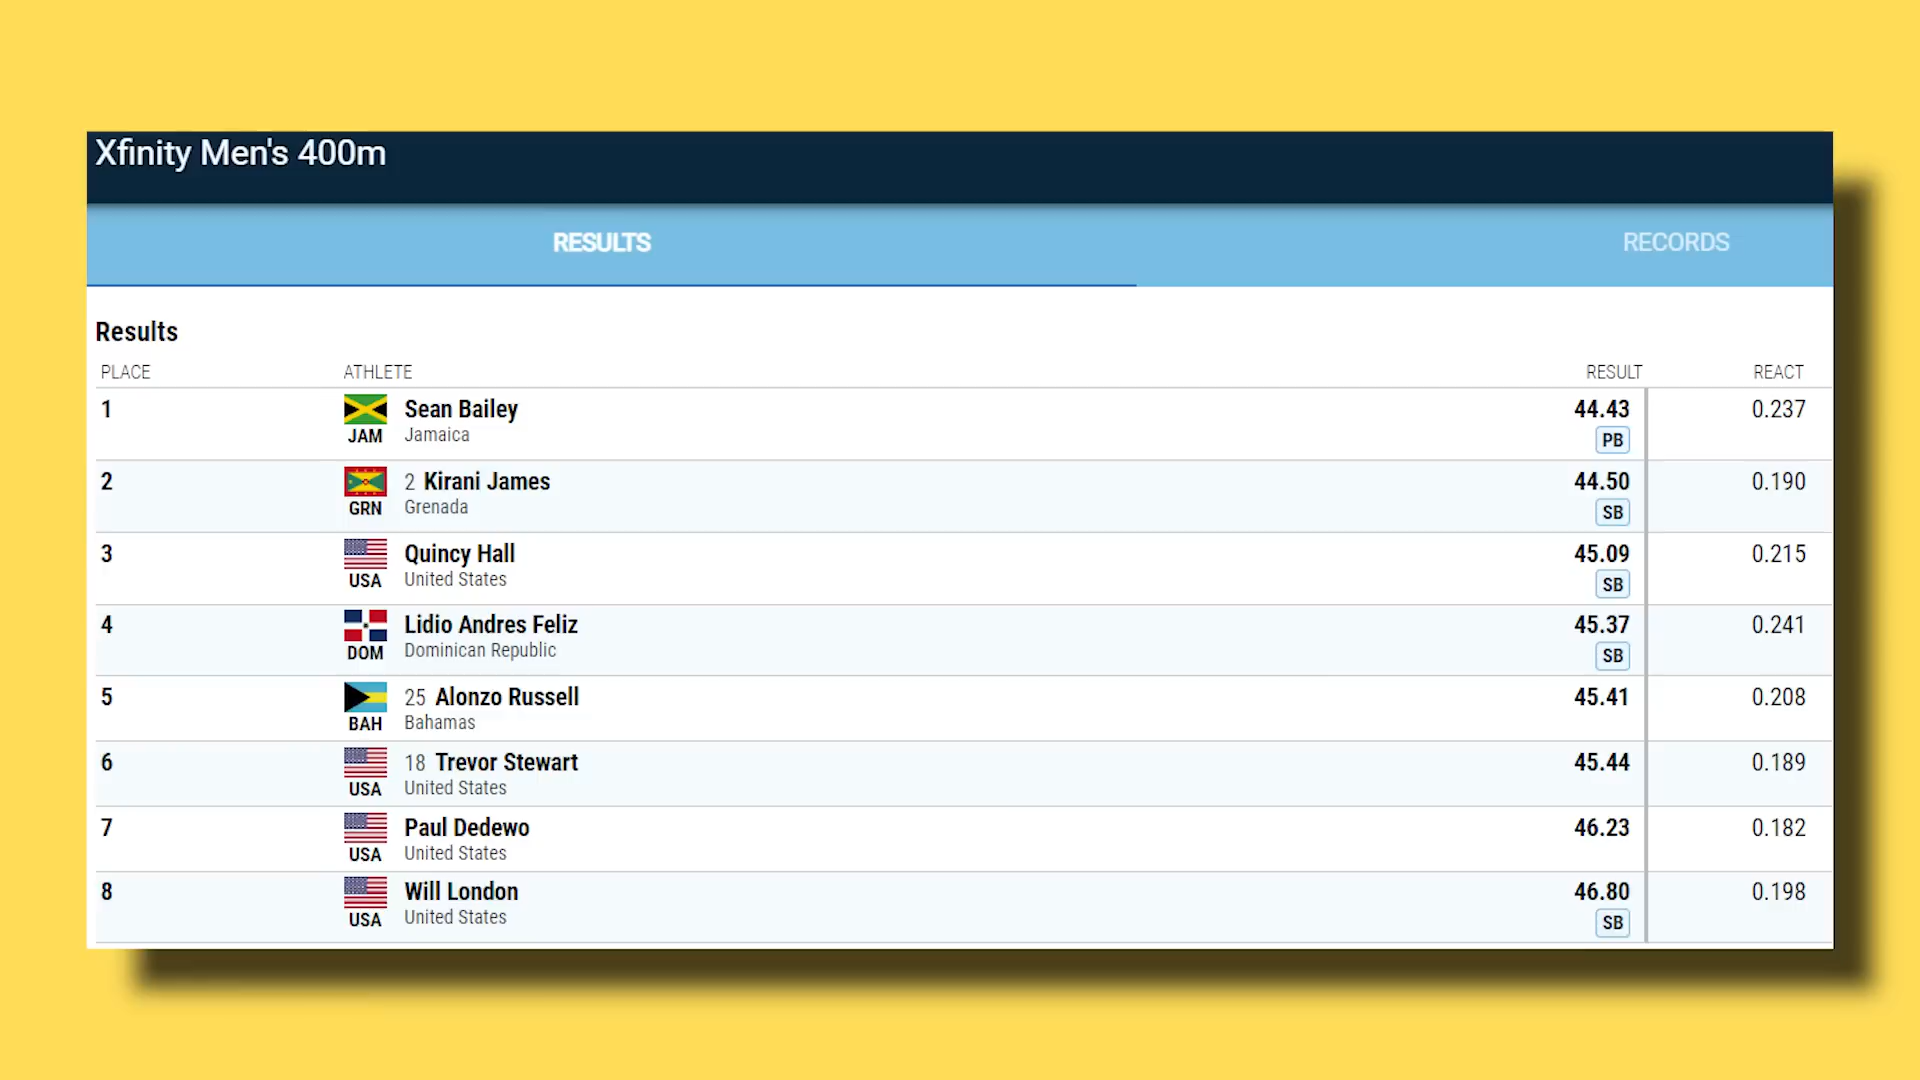 Xfinity Men's 400m
RESULTS RECORDS
Results
PLACE ATHLETE RESULT REACT
1 Sean Bailey 44.43 0.237
JAM Jamaica PB
2 2 Kirani James 44.50 0.190
GRN Grenada SB
3 Quincy Hall 45.09 0.215
USA United States SB
4 Lidio Andres Feliz 45.37 0.241
DOM Dominican Republic SB
5 25 Alonzo Russell 45.41 0.208
BAH Bahamas
6 18 Trevor Stewart 45.44 0.189
USA United States
7 Paul Dedewo 46.23 0.182
USA United States
8 Will London 46.80 0.198
USA United States SB